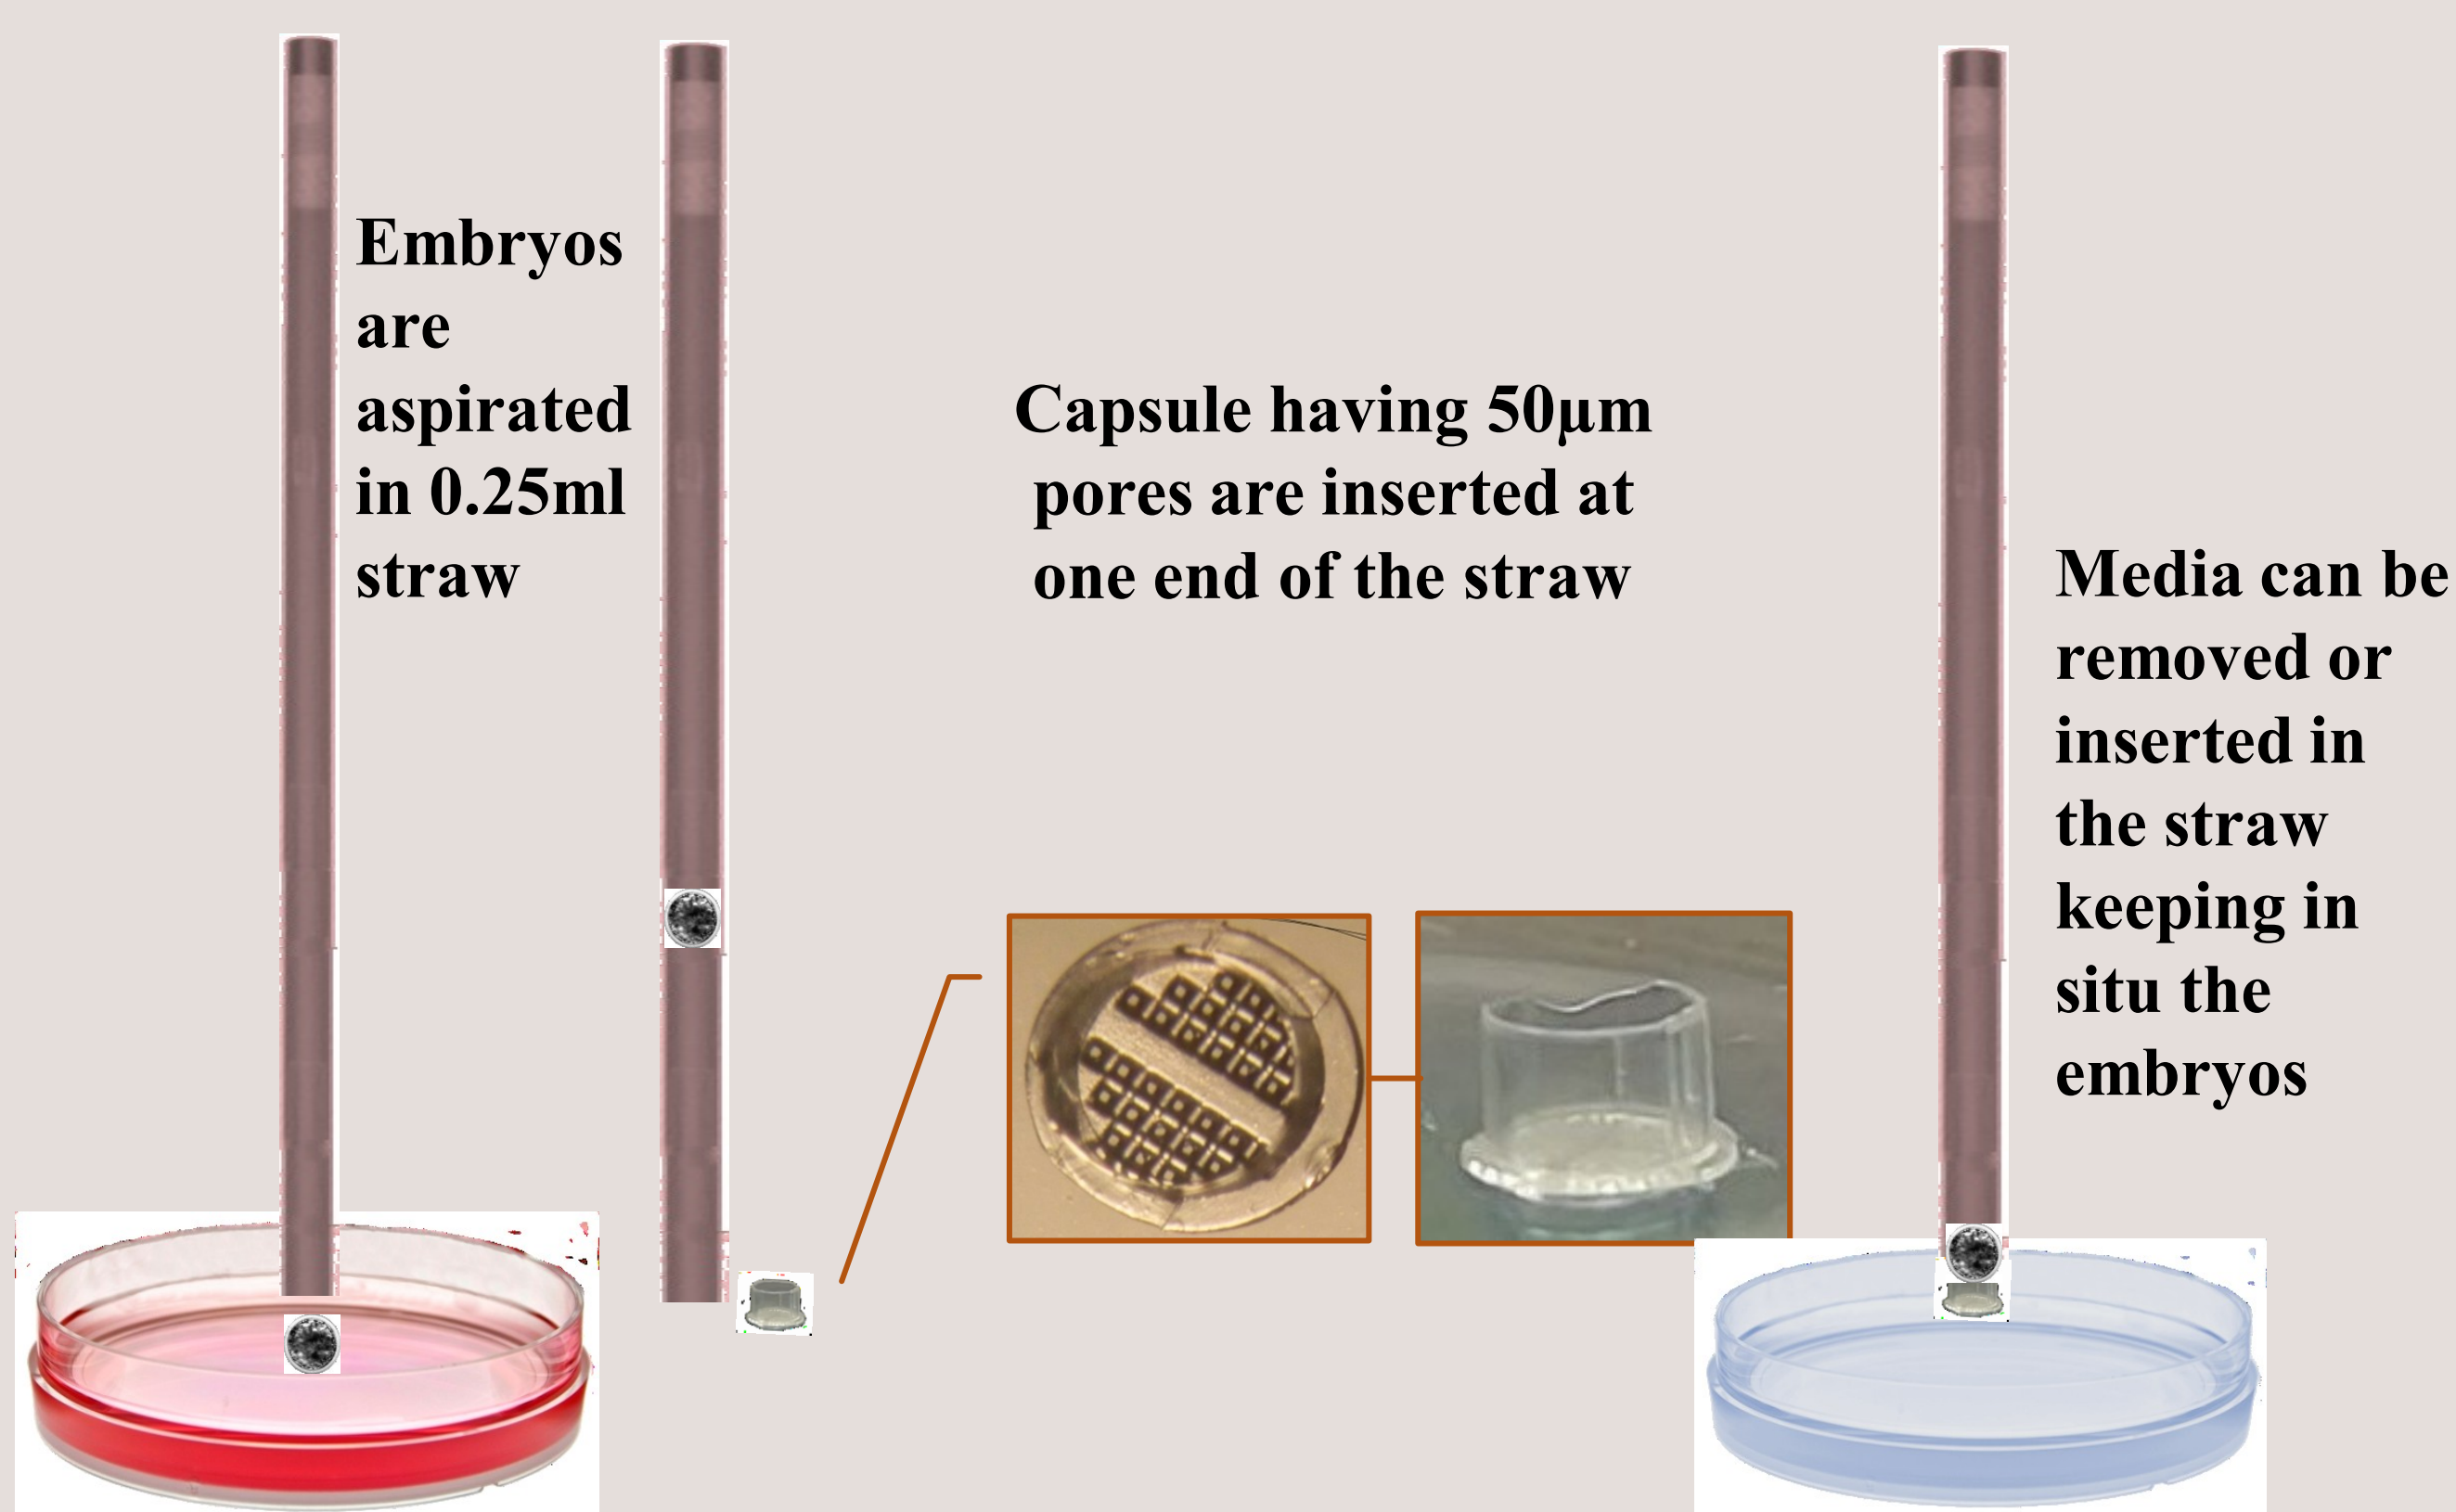 Embryos
are
aspirated
in 0.25ml
straw
Capsule having 50µm
pores are inserted at
one end of the straw
Media can be
removed or
inserted in
the straw
keeping in
situ the
embryos